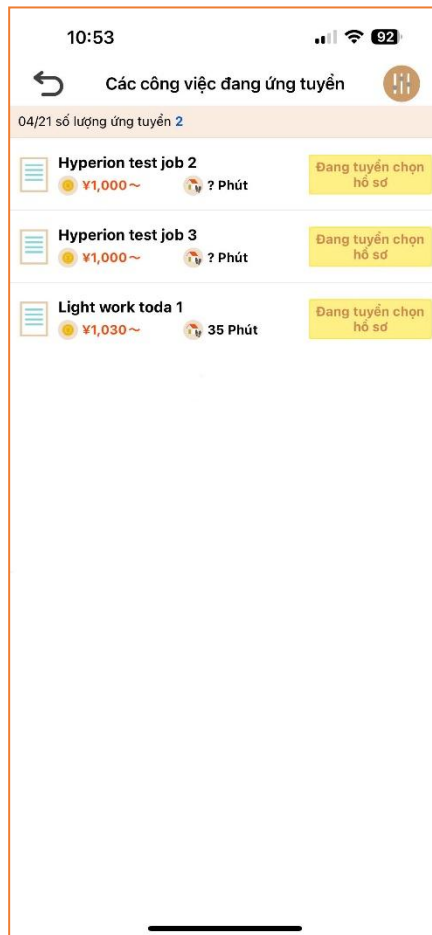 10:53
92
Các công việc đang ứng tuyển
04/21 số lượng ứng tuyển 2
Hyperion test job 2
¥1,000~
? Phút
Đang tuyển chọn
hồ sơ
Hyperion test job 3
¥1,000~
? Phút
Đang tuyển chọn
hồ sơ
Light work toda 1
¥1,030~
35 Phút
Đang tuyển chọn
hồ sơ